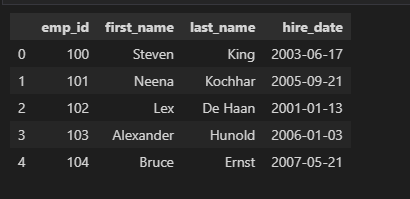 emp_id first_name last_name hire_date
0 100 Steven King 2003-06-17
1 101 Neena Kochhar 2005-09-21
2 102 Lex De Haan 2001-01-13
3 103 Alexander Hunold 2006-01-03
4 104 Bruce Ernst 2007-05-21